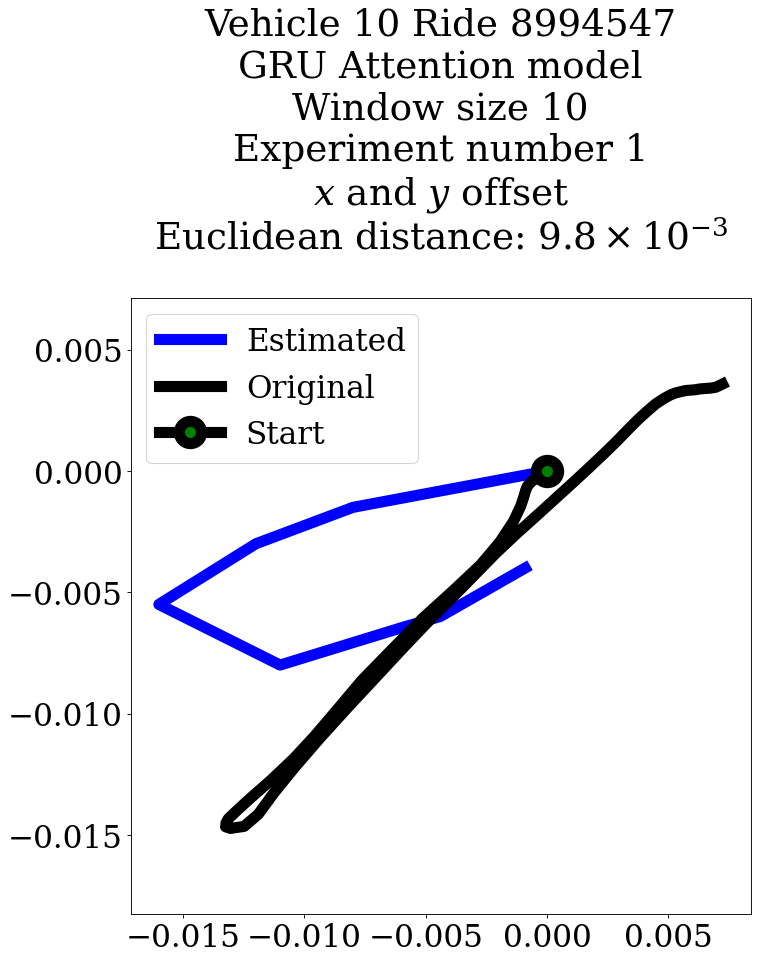 Vehicle 10 Ride 8994547
GRU Attention model
Window size 10
Experiment number 1
x and y offset
Euclidean distance: 9.8 × 10⁻³
Estimated
Original
Start
0.005
0.000
−0.005
−0.010
−0.015
−0.015 −0.010 −0.005 0.000 0.005